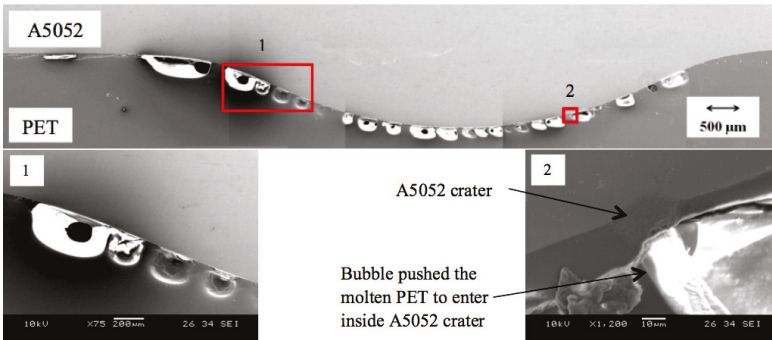 A5052
1
2
PET
500 μm
1
A5052 crater
2
Bubble pushed the
molten PET to enter
inside A5052 crater
10kV X75 200μm 26 34 SEI
10kV X1,200 10μm 26 34 SEI